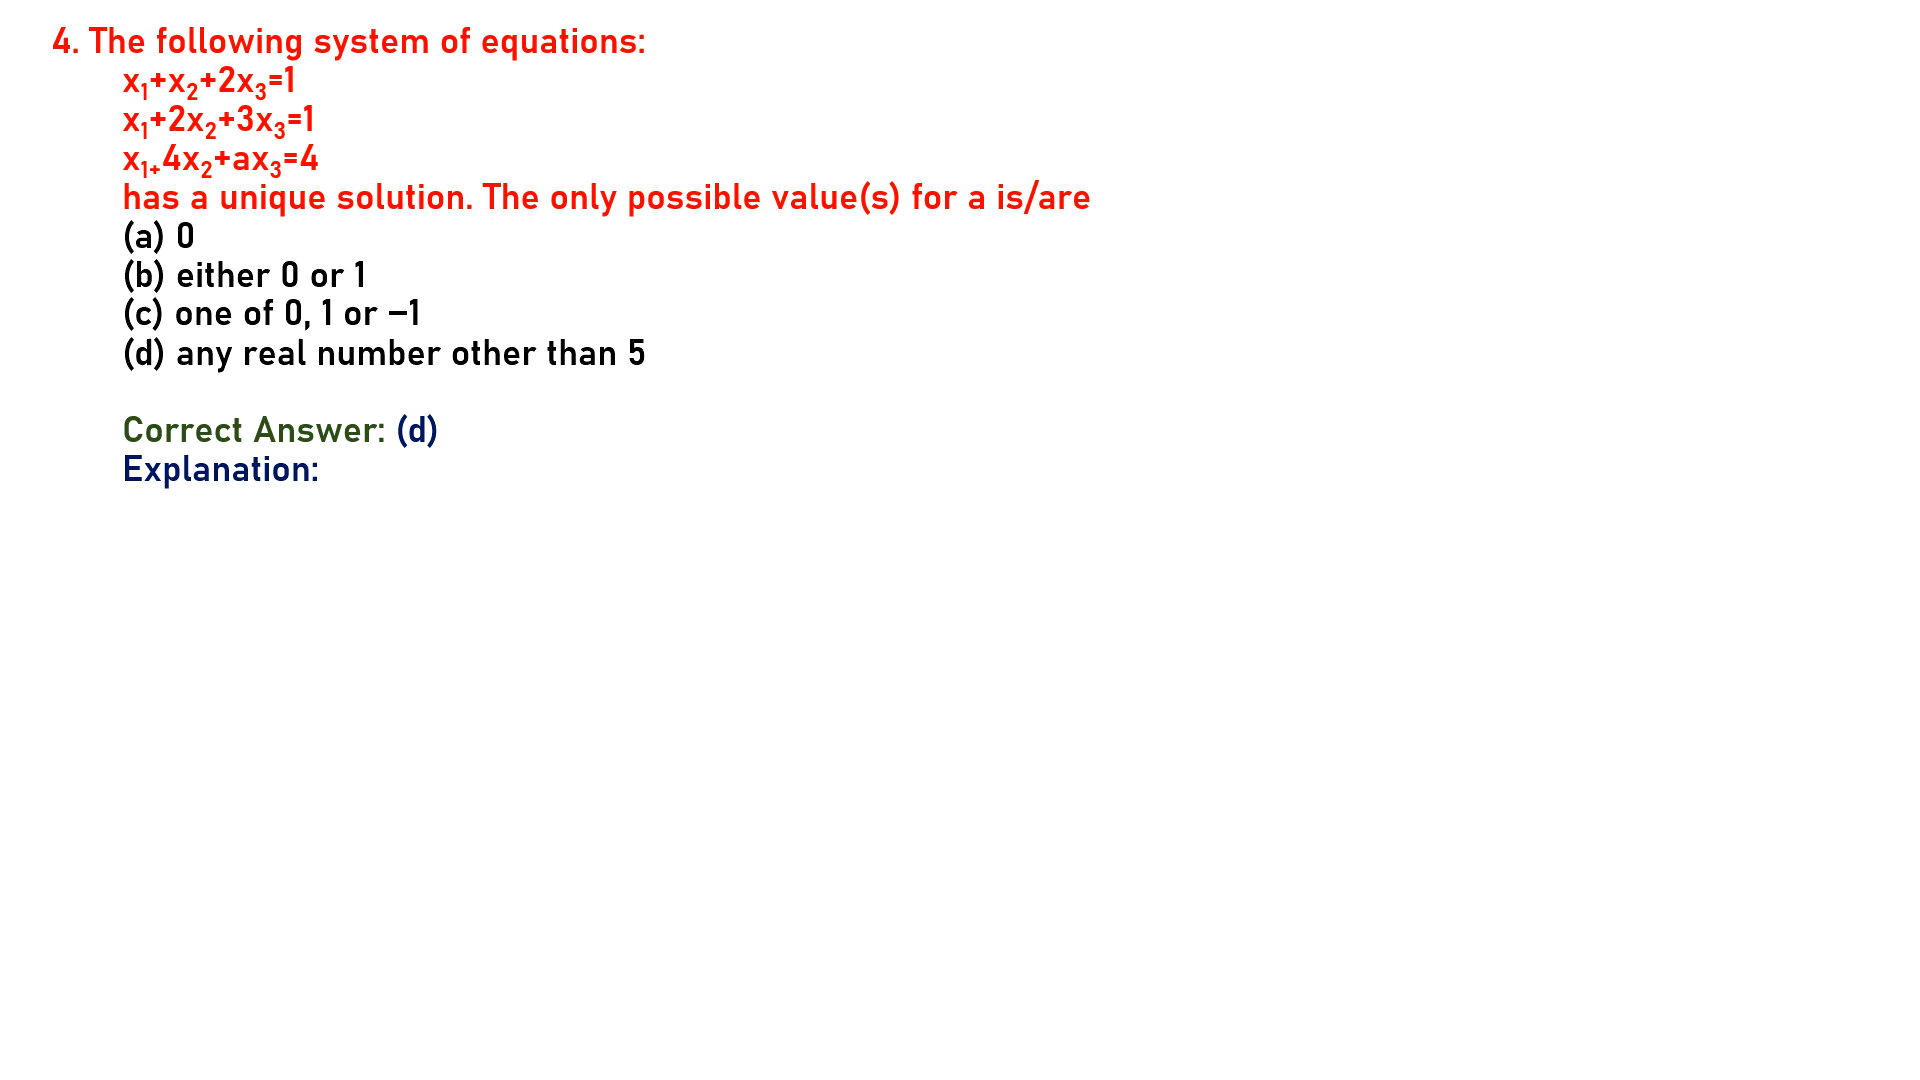 4. The following system of equations:
x₁+x₂+2x₃=1
x₁+2x₂+3x₃=1
x₁₊4x₂+ax₃=4
has a unique solution. The only possible value(s) for a is/are
(a) 0
(b) either 0 or 1
(c) one of 0, 1 or –1
(d) any real number other than 5
Correct Answer: (d)
Explanation: